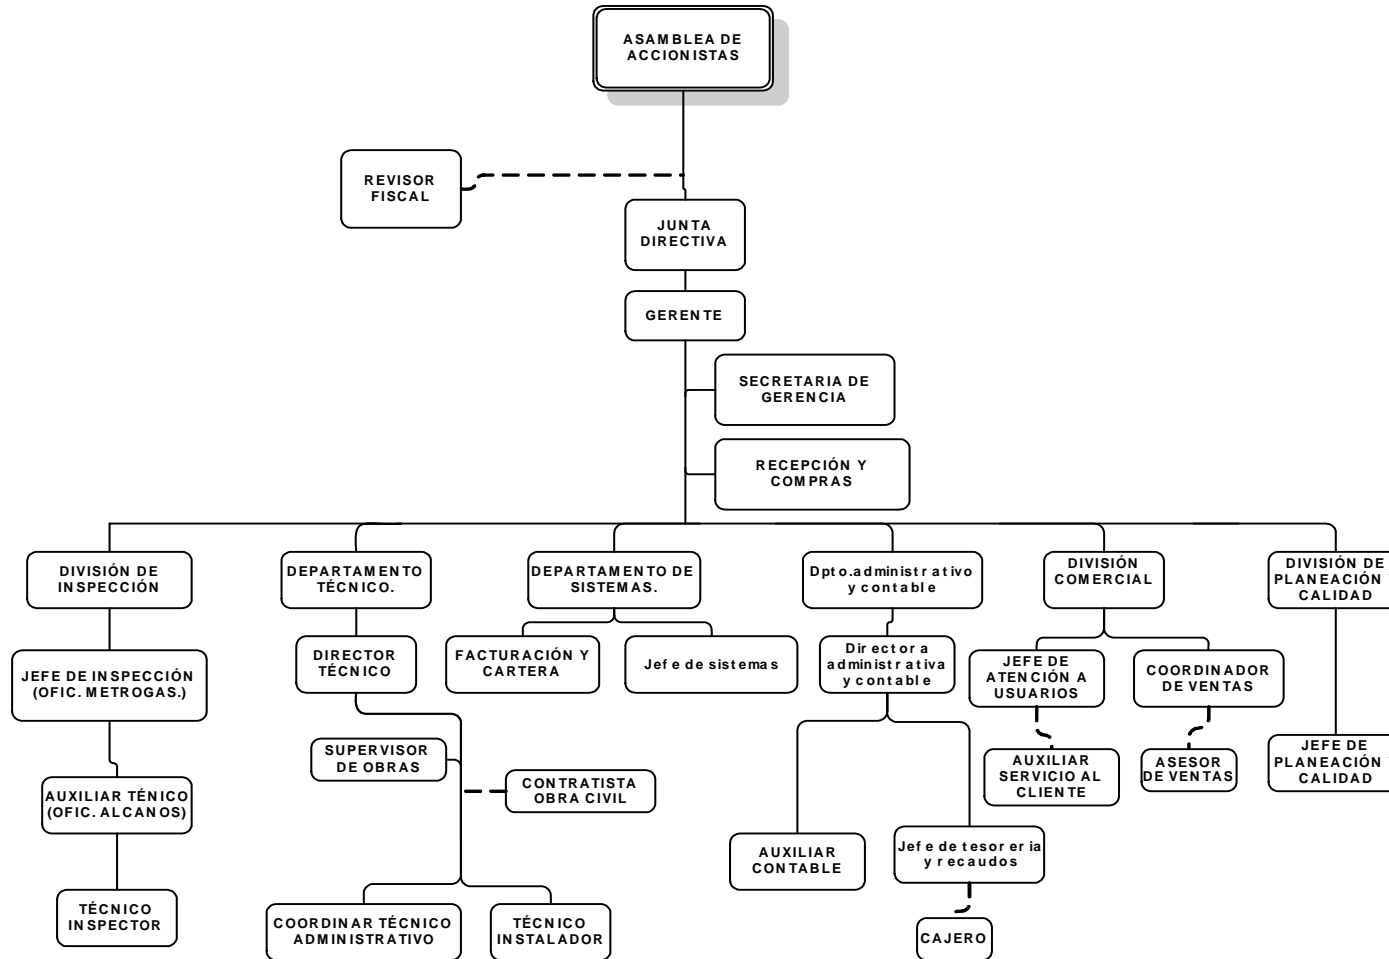 ASAMBLEA DE
ACCIONISTAS
REVISOR
FISCAL
JUNTA
DIRECTIVA
GERENTE
SECRETARIA DE
GERENCIA
RECEPCIÓN Y
COMPRAS
DIVISIÓN DE
INSPECCIÓN
DEPARTAMENTO
TÉCNICO.
DEPARTAMENTO DE
SISTEMAS.
Dpto.administrativo
y contable
DIVISIÓN
COMERCIAL
DIVISIÓN DE
PLANEACIÓN Y
CALIDAD
JEFE DE INSPECCIÓN
(OFIC. METROGAS.)
DIRECTOR
TÉCNICO
FACTURACIÓN Y
CARTERA
Jefe de sistemas
Directora
administrativa
y contable
JEFE DE
ATENCIÓN A
USUARIOS
COORDINADOR
DE VENTAS
SUPERVISOR
DE OBRAS
CONTRATISTA
OBRA CIVIL
AUXILIAR
SERVICIO AL
CLIENTE
ASESOR
DE VENTAS
JEFE DE
PLANEACIÓN Y
CALIDAD
AUXILIAR TÉNICO
(OFIC. ALCANOS)
AUXILIAR
CONTABLE
Jefe de tesoreria
y recaudos
TÉCNICO
INSPECTOR
COORDINAR TÉCNICO
ADMINISTRATIVO
TÉCNICO
INSTALADOR
CAJERO